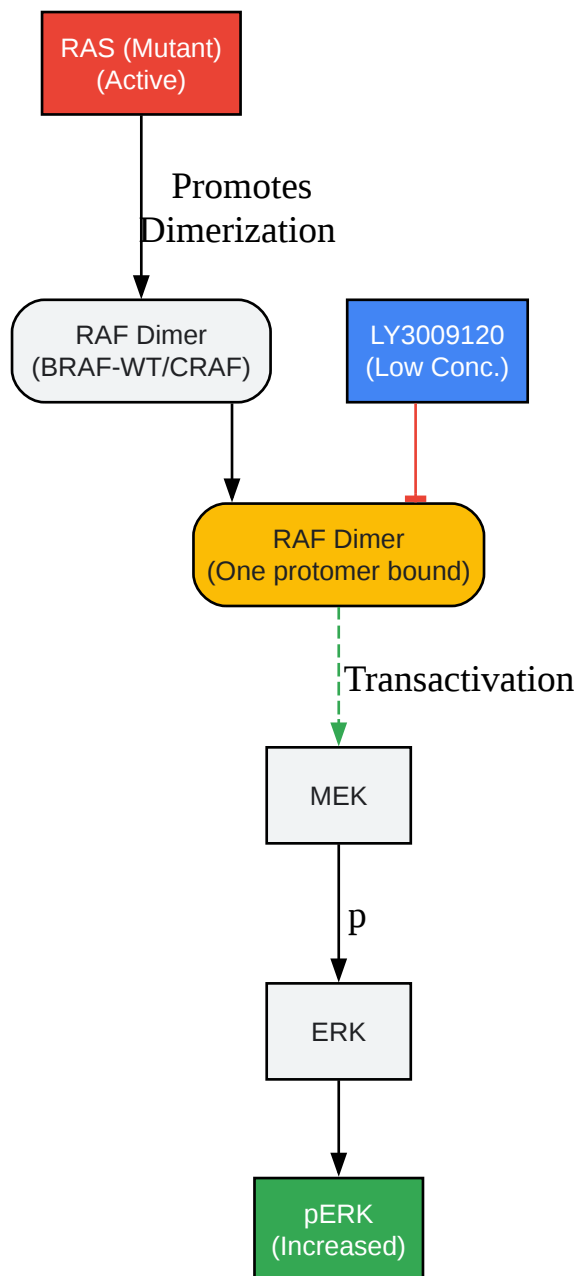 RAS (Mutant)
(Active)
Promotes
Dimerization
RAF Dimer
(BRAF-WT/CRAF)
LY3009120
(Low Conc.)
RAF Dimer
(One protomer bound)
Transactivation
MEK
p
ERK
pERK
(Increased)